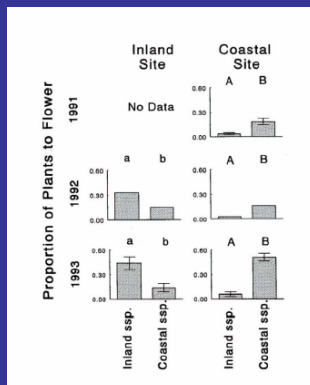 Inland
Site
Coastal
Site
Proportion of Plants to Flower
1991
No Data
A B
0.60
0.30
0.00
1992
a b
0.60
0.30
0.00
A B
0.60
0.30
0.00
1993
a b
0.60
0.30
0.00
A B
0.60
0.30
0.00
Inland ssp.
Coastal ssp.
Inland ssp.
Coastal ssp.